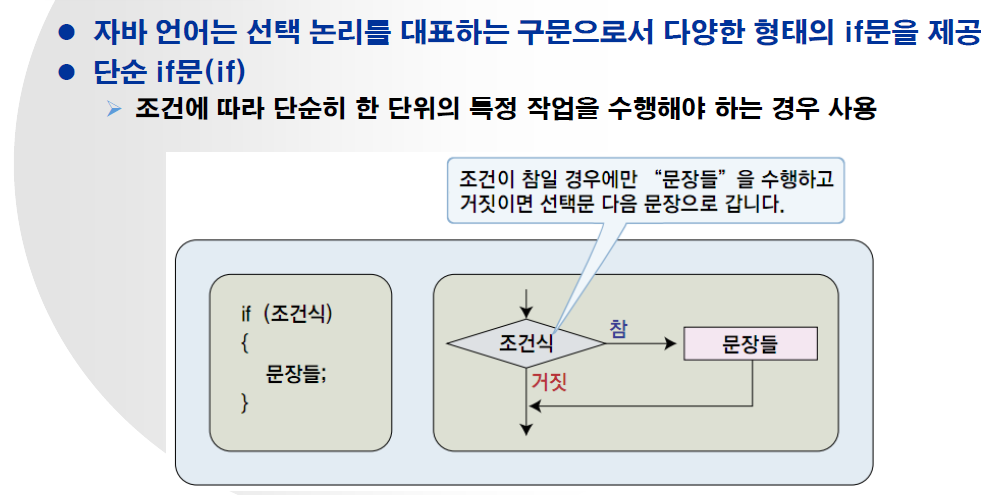 ● 자바 언어는 선택 논리를 대표하는 구문으로서 다양한 형태의 if문을 제공
● 단순 if문(if)
➢ 조건에 따라 단순히 한 단위의 특정 작업을 수행해야 하는 경우 사용
조건이 참일 경우에만 “문장들”을 수행하고
거짓이면 선택문 다음 문장으로 갑니다.
if (조건식)
{
문장들;
}
조건식
참
문장들
거짓